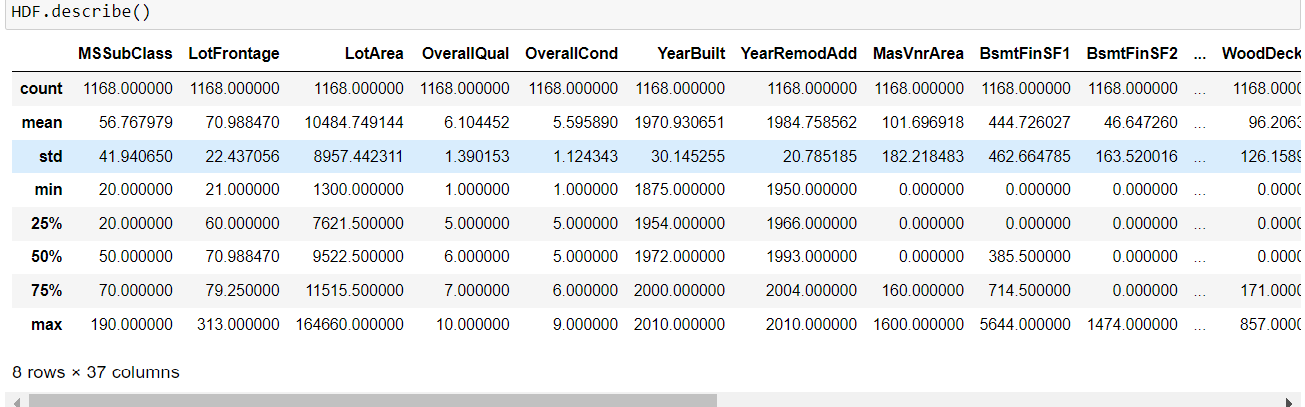 HDF.describe()
MSSubClass LotFrontage LotArea OverallQual OverallCond YearBuilt YearRemodAdd MasVnrArea BsmtFinSF1 BsmtFinSF2 ... WoodDeck
count 1168.000000 1168.000000 1168.000000 1168.000000 1168.000000 1168.000000 1168.000000 1168.000000 1168.000000 1168.000000 ... 1168.0000
mean 56.767979 70.988470 10484.749144 6.104452 5.595890 1970.930651 1984.758562 101.696918 444.726027 46.647260 ... 96.2063
std 41.940650 22.437056 8957.442311 1.390153 1.124343 30.145255 20.785185 182.218483 462.664785 163.520016 ... 126.1589
min 20.000000 21.000000 1300.000000 1.000000 1.000000 1875.000000 1950.000000 0.000000 0.000000 0.000000 ... 0.0000
25% 20.000000 60.000000 7621.500000 5.000000 5.000000 1954.000000 1966.000000 0.000000 0.000000 0.000000 ... 0.0000
50% 50.000000 70.988470 9522.500000 6.000000 5.000000 1972.000000 1993.000000 0.000000 385.500000 0.000000 ... 0.0000
75% 70.000000 79.250000 11515.500000 7.000000 6.000000 2000.000000 2004.000000 160.000000 714.500000 0.000000 ... 171.0000
max 190.000000 313.000000 164660.000000 10.000000 9.000000 2010.000000 2010.000000 1600.000000 5644.000000 1474.000000 ... 857.0000
8 rows × 37 columns